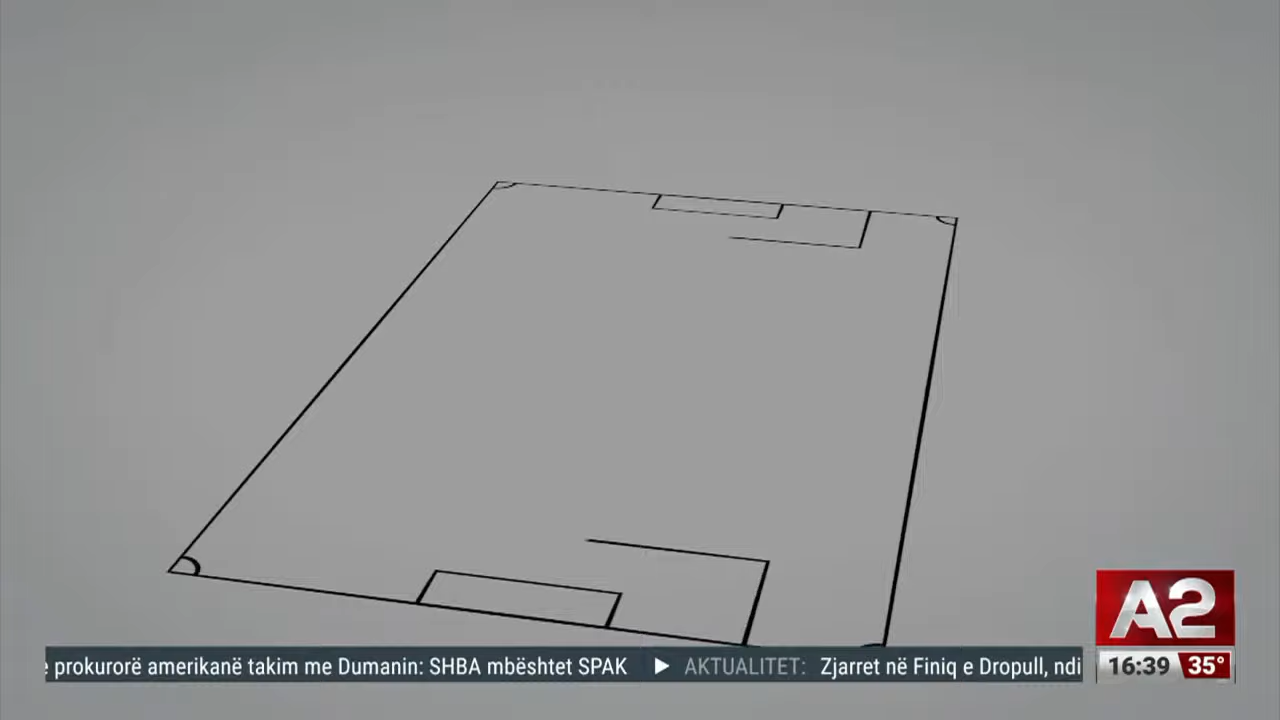 prokurorë amerikanë takim me Dumanin: SHBA mbështet SPAK ▶ AKTUALITET: Zjarret në Finiq e Dropull, ndi
A2
16:39 35°